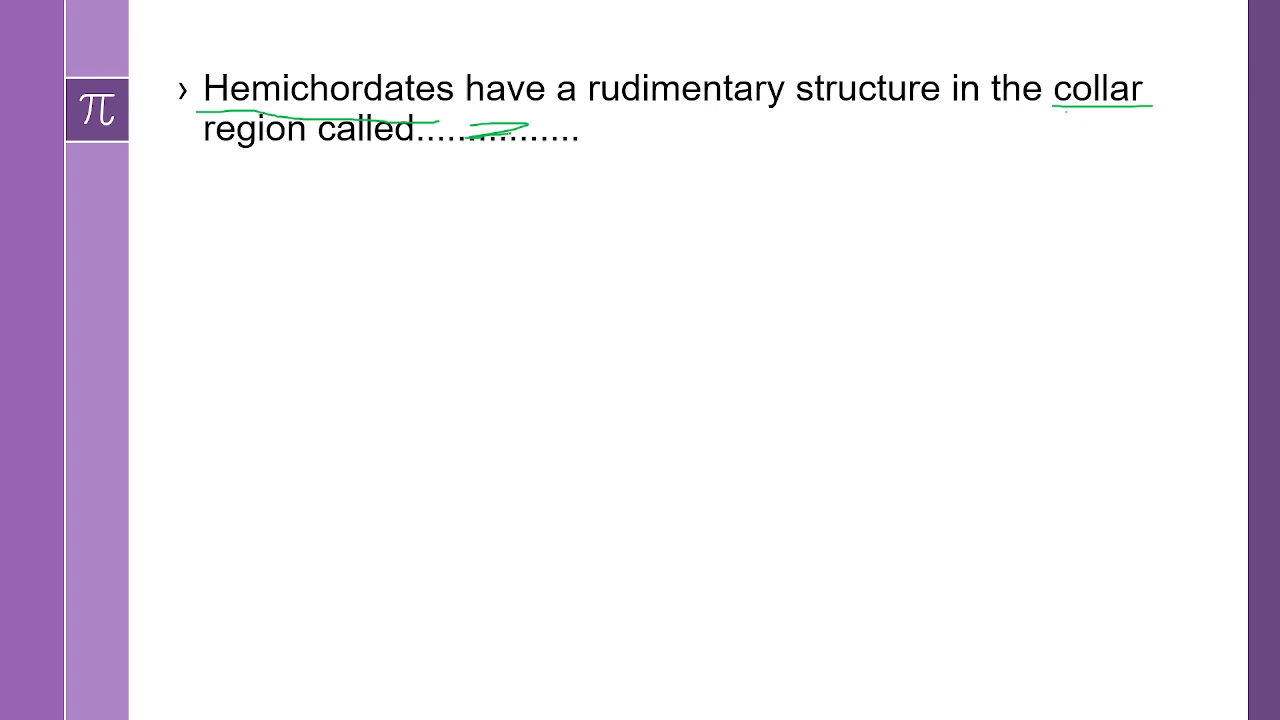 π
› Hemichordates have a rudimentary structure in the collar
region called................